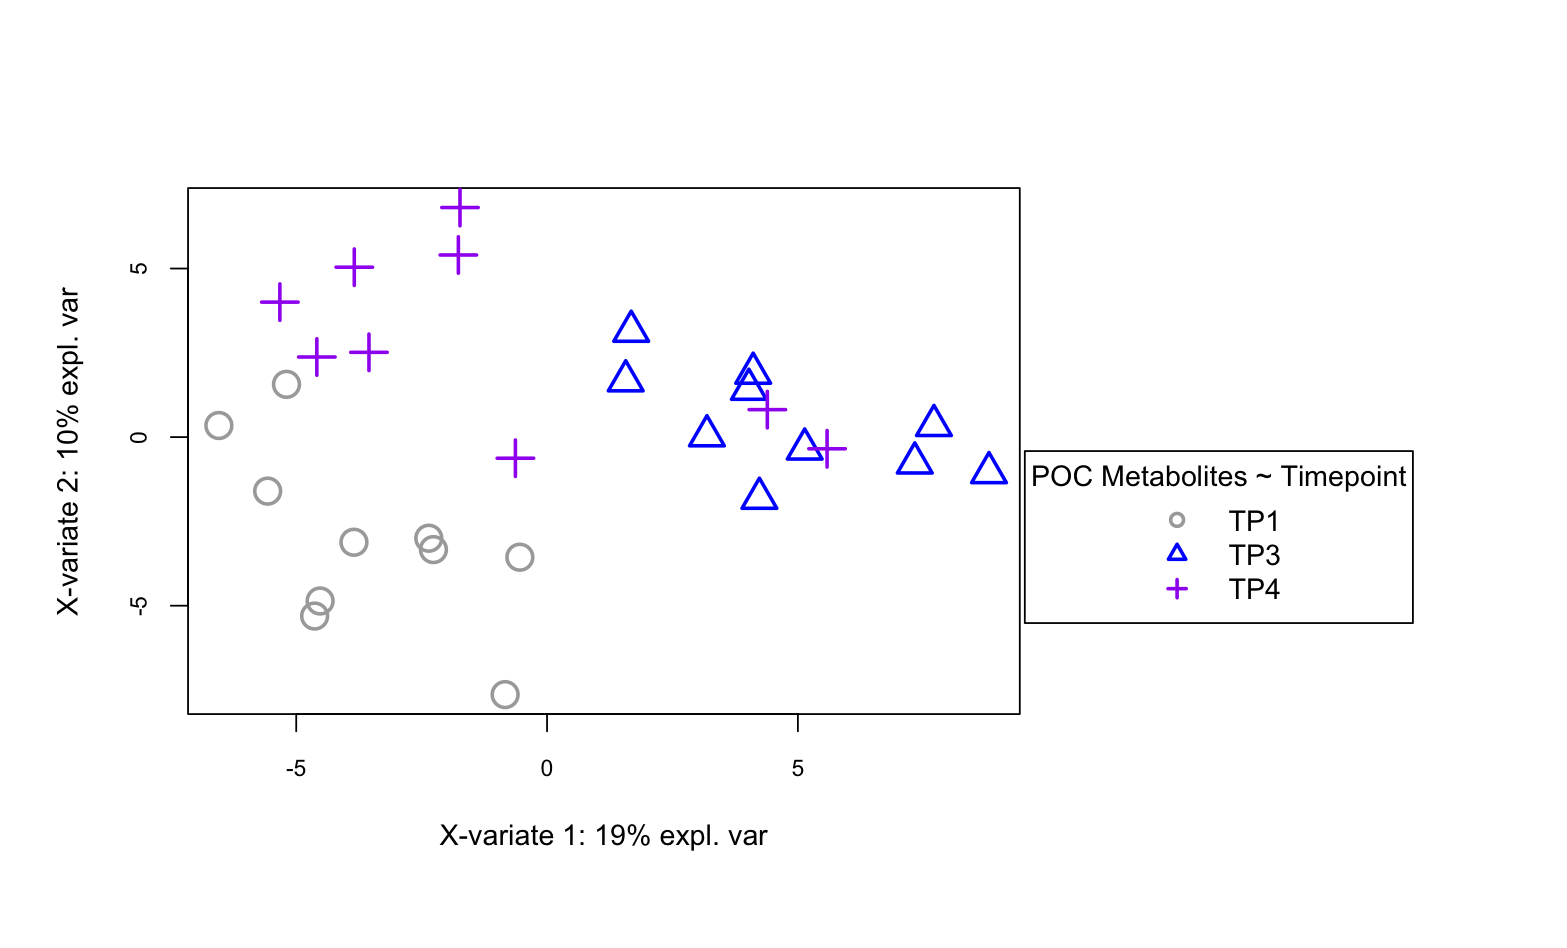 X-variate 2: 10% expl. var
5
0
-5
-5
0
5
X-variate 1: 19% expl. var
POC Metabolites ~ Timepoint
TP1
TP3
TP4